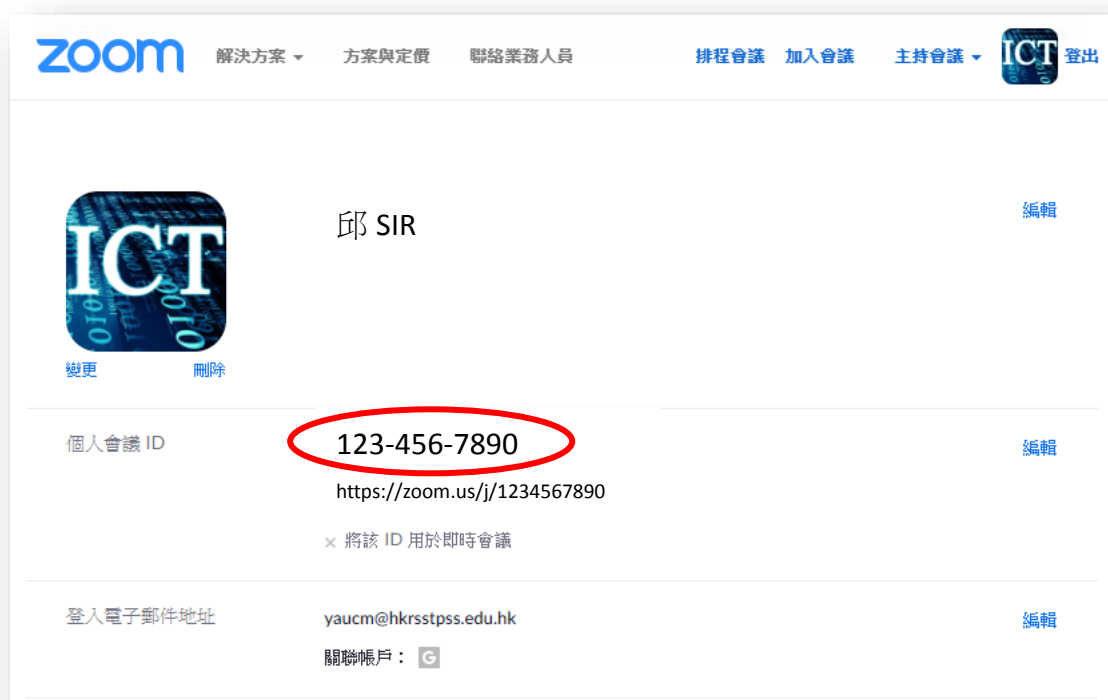 zoom 解決方案 方案與定價 聯絡業務人員 排程會議 加入會議 主持會議 ICT 登出
ICT
邱 SIR
編輯
變更 刪除
個人會議 ID
123-456-7890
編輯
https://zoom.us/j/1234567890
× 將該 ID 用於即時會議
登入電子郵件地址
yaucm@hkrsstpss.edu.hk
編輯
關聯帳戶： G